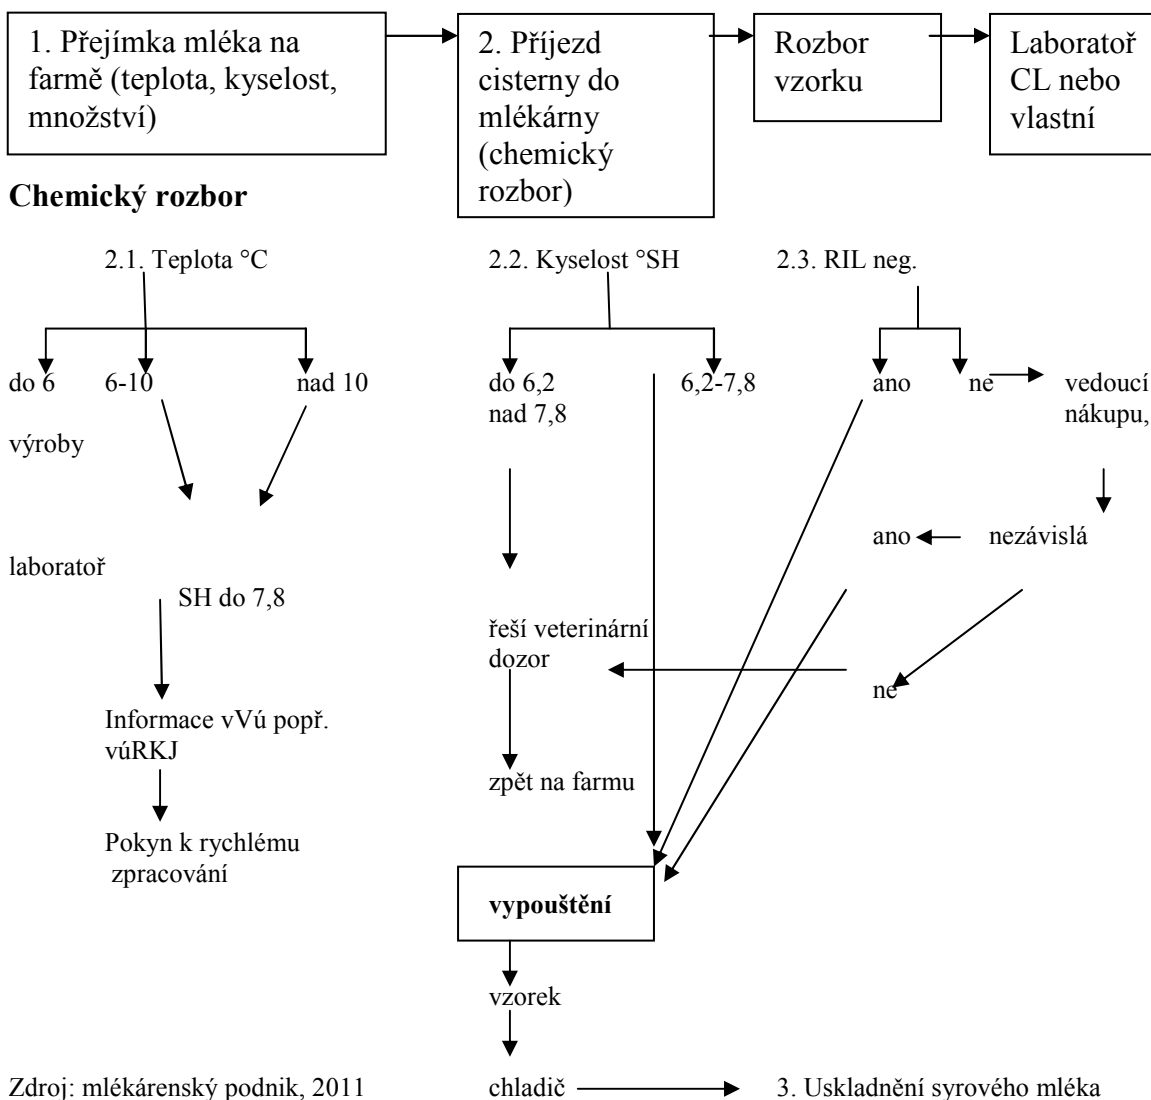 1. Přejímka mléka na
farmě (teplota, kyselost,
množství)
2. Příjezd
cisterny do
mlékárny
(chemický
rozbor)
Rozbor
vzorku
Laboratoř
CL nebo
vlastní
Chemický rozbor
2.1. Teplota °C
2.2. Kyselost °SH
2.3. RIL neg.
do 6
6-10
nad 10
do 6,2
nad 7,8
6,2-7,8
ano
ne
vedoucí
nákupu,
výroby
ano
nezávislá
laboratoř
SH do 7,8
řeší veterinární
dozor
ne
Informace vVú popř.
vúRKJ
zpět na farmu
Pokyn k rychlému
zpracování
vypouštění
vzorek
Zdroj: mlékárenský podnik, 2011
chladič
3. Uskladnění syrového mléka